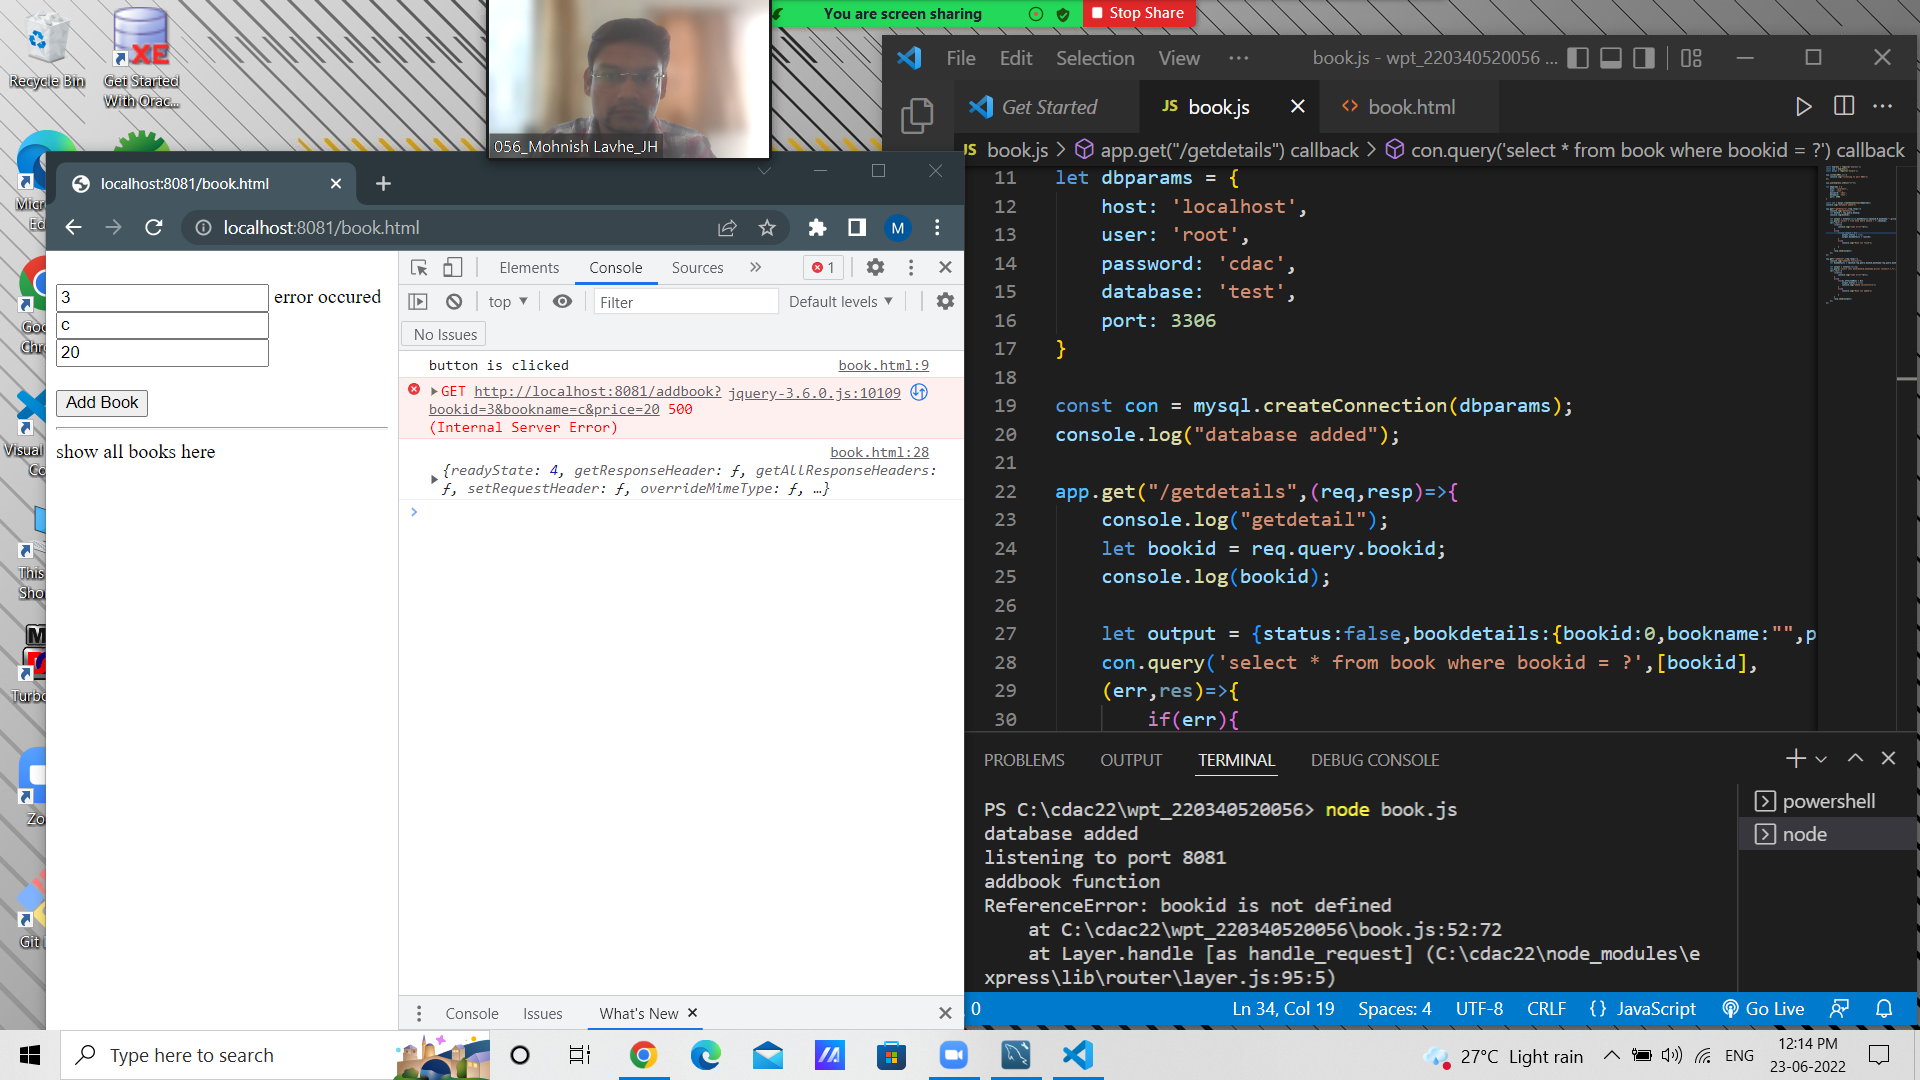 You are screen sharing
Stop Share
Recycle Bin
Get Started
With Orac...
056_Mohnish Lavhe_JH
File Edit Selection View ...
book.js - wpt_220340520056 ...
Get Started
JS book.js
<> book.html
JS book.js > app.get("/getdetails") callback > con.query('select * from book where bookid = ?') callback
localhost:8081/book.html
localhost:8081/book.html
M
3
error occured
c
20
Add Book
show all books here
Elements Console Sources >> 1
top Filter Default levels
No Issues
button is clicked book.html:9
GET http://localhost:8081/addbook? jquery-3.6.0.js:10109
bookid=3&bookname=c&price=20 500
(Internal Server Error)
book.html:28
{readyState: 4, getResponseHeader: ƒ, getAllResponseHeaders:
ƒ, setRequestHeader: ƒ, overrideMimeType: ƒ, …}
>
Console Issues What's New
11 let dbparams = {
12 host: 'localhost',
13 user: 'root',
14 password: 'cdac',
15 database: 'test',
16 port: 3306
17 }
18
19 const con = mysql.createConnection(dbparams);
20 console.log("database added");
21
22 app.get("/getdetails",(req,resp)=>{
23 console.log("getdetail");
24 let bookid = req.query.bookid;
25 console.log(bookid);
26
27 let output = {status:false,bookdetails:{bookid:0,bookname:"",p
28 con.query('select * from book where bookid = ?',[bookid],
29 (err,res)=>{
30 if(err){
PROBLEMS OUTPUT TERMINAL DEBUG CONSOLE
PS C:\cdac22\wpt_220340520056> node book.js
database added
listening to port 8081
addbook function
ReferenceError: bookid is not defined
at C:\cdac22\wpt_220340520056\book.js:52:72
at Layer.handle [as handle_request] (C:\cdac22\node_modules\e
xpress\lib\router\layer.js:95:5)
powershell
node
0
Ln 34, Col 19 Spaces: 4 UTF-8 CRLF {} JavaScript Go Live
Micr
Ed
Goo
Chr
Visual
Co
This
Sho
Turbo
Zo
Git
Type here to search
27°C Light rain
ENG
12:14 PM
23-06-2022